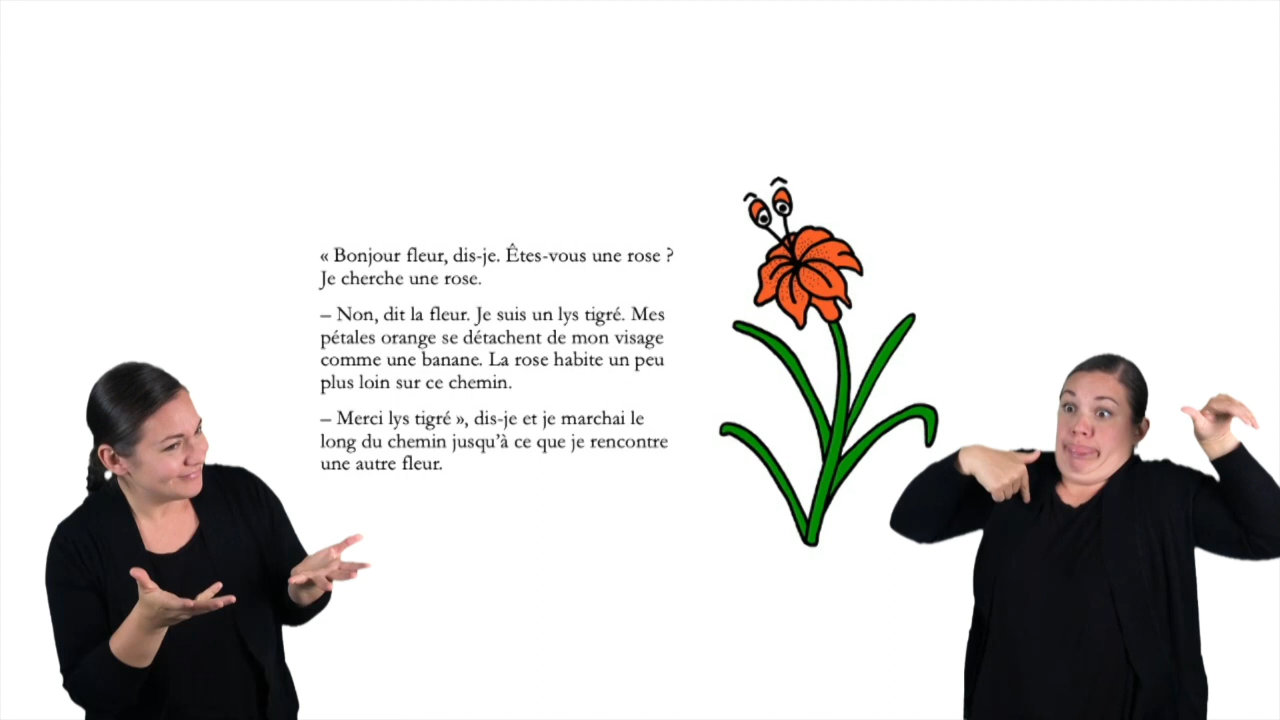 « Bonjour fleur, dis-je. Êtes-vous une rose ?
Je cherche une rose.
– Non, dit la fleur. Je suis un lys tigré. Mes
pétales orange se détachent de mon visage
comme une banane. La rose habite un peu
plus loin sur ce chemin.
– Merci lys tigré », dis-je et je marchai le
long du chemin jusqu’à ce que je rencontre
une autre fleur.